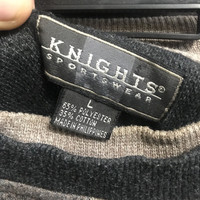 KNIGHTS
SPORTSWEAR
L
65% POLYESTER
35% COTTON
MADE IN PHILIPPINES